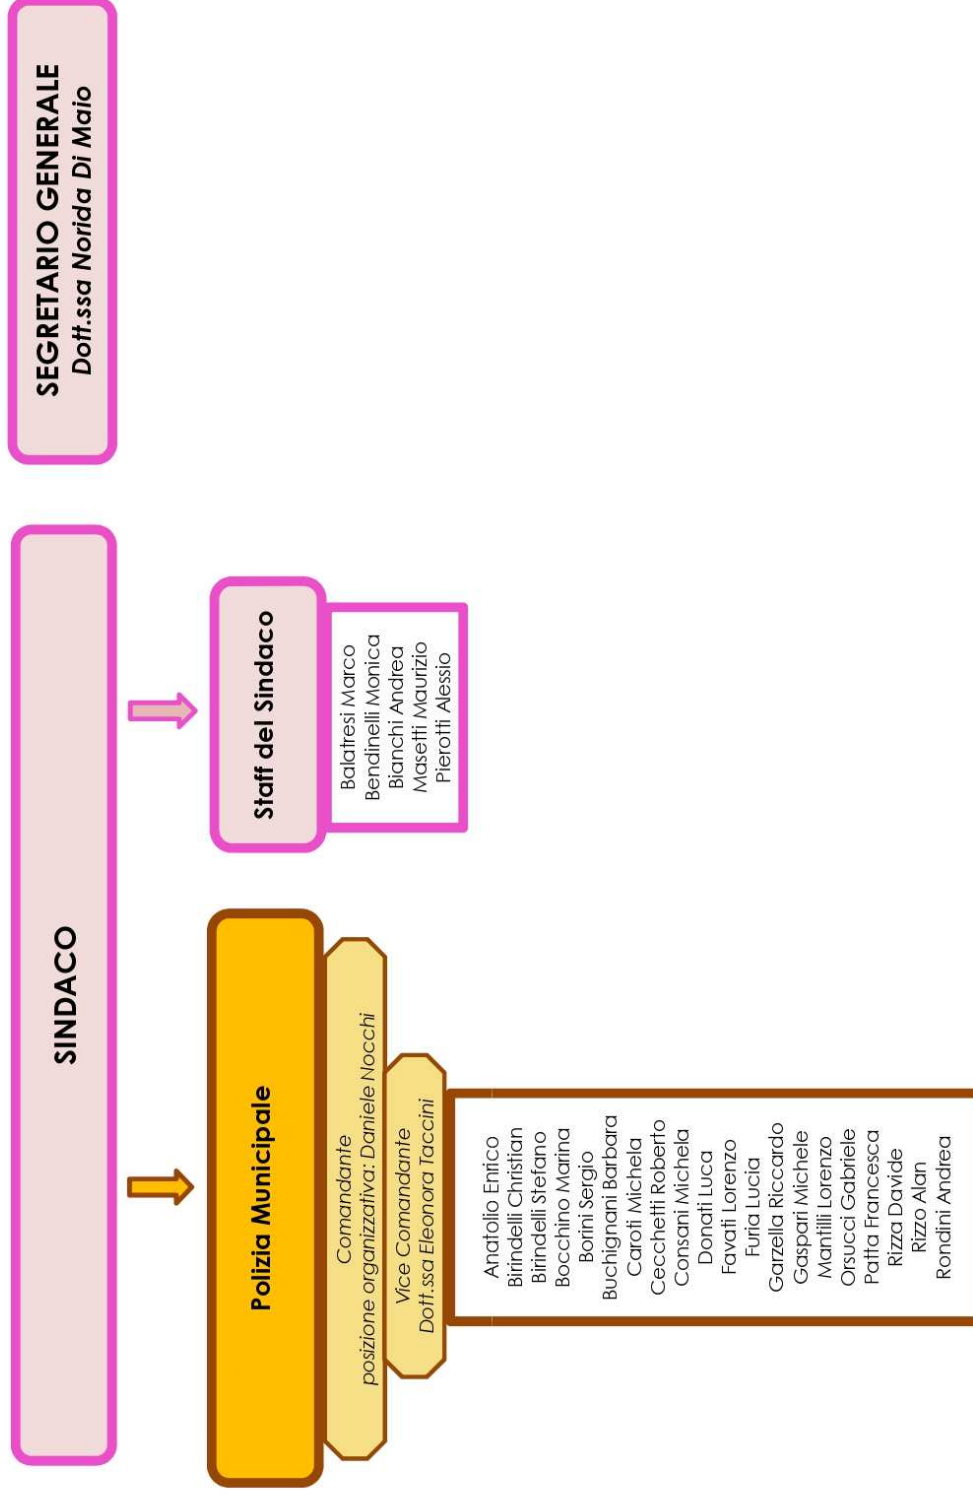 SINDACO
SEGRETARIO GENERALE
Dott.ssa Norida Di Maio
Polizia Municipale
Comandante
posizione organizzativa: Daniele Nocchi
Vice Comandante
Dott.ssa Eleonora Taccini
Anatolio Enrico
Birindelli Christian
Birindelli Stefano
Bocchino Marina
Borini Sergio
Buchignani Barbara
Caroti Michela
Cecchetti Roberto
Consani Michela
Donati Luca
Favati Lorenzo
Furia Lucia
Garzella Riccardo
Gaspari Michele
Mantilli Lorenzo
Orsucci Gabriele
Patta Francesca
Rizza Davide
Rizzo Alan
Rondini Andrea
Staff del Sindaco
Balatresi Marco
Bendinelli Monica
Bianchi Andrea
Masetti Maurizio
Pierotti Alessio